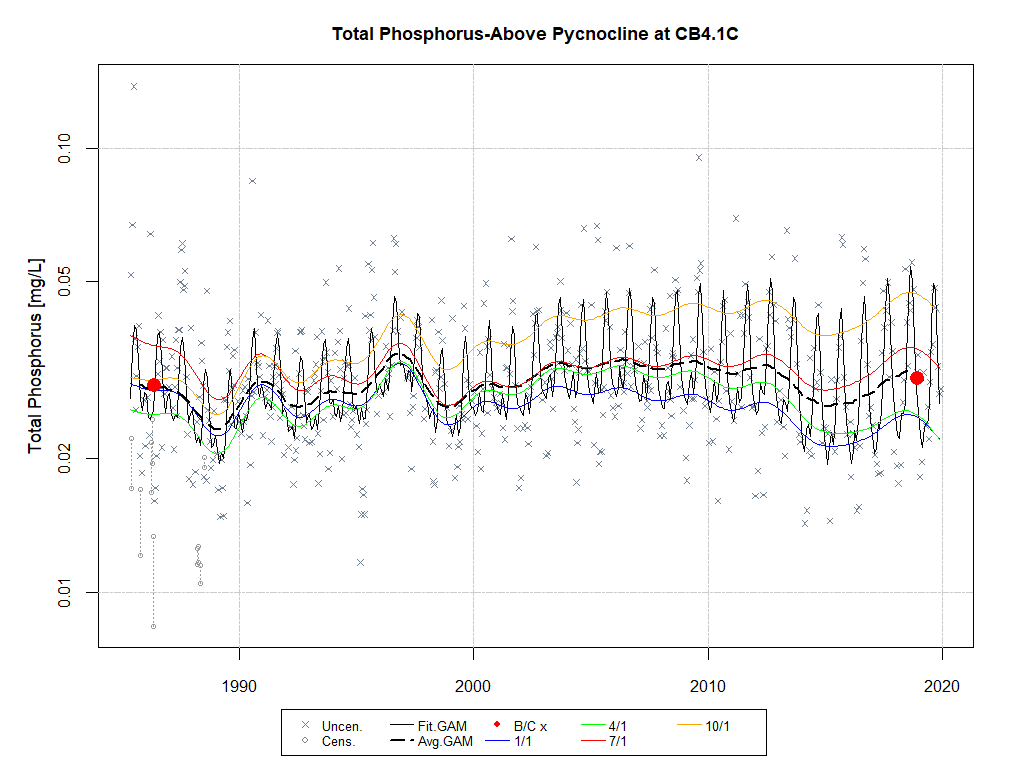 Total Phosphorus-Above Pycnocline at CB4.1C
Total Phosphorus [mg/L]
0.10
0.05
0.02
0.01
1990 2000 2010 2020
Uncen. Fit.GAM B/C x 4/1 10/1
Cens. Avg.GAM 1/1 7/1